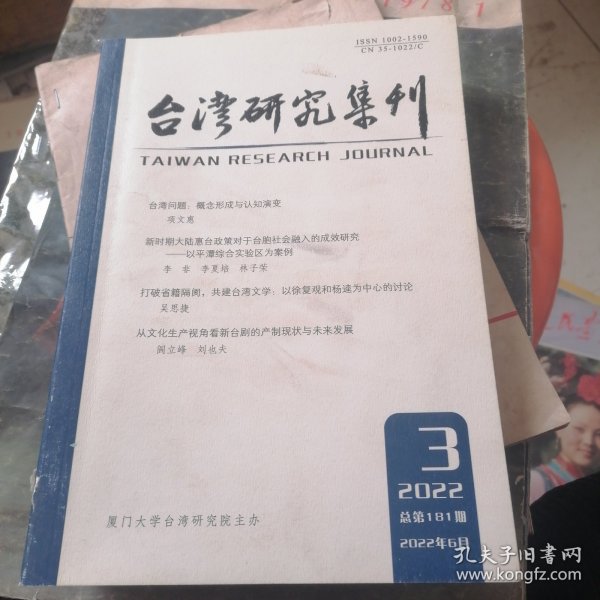 1978.1
ISSN 1002-1590
CN 35-1022/C
台湾研究集刊
TAIWAN RESEARCH JOURNAL
台湾问题：概念形成与认知演变
项文惠
新时期大陆惠台政策对于台胞社会融入的成效研究
——以平潭综合实验区为案例
李非 李夏培 林子荣
打破省籍隔阂，共建台湾文学：以徐复观和杨逵为中心的讨论
吴思捷
从文化生产视角看新台剧的产制现状与未来发展
阎立峰 刘也夫
3
2022
总第181期
2022年6月
厦门大学台湾研究院主办
孔夫子旧书网
www.kongfz.com